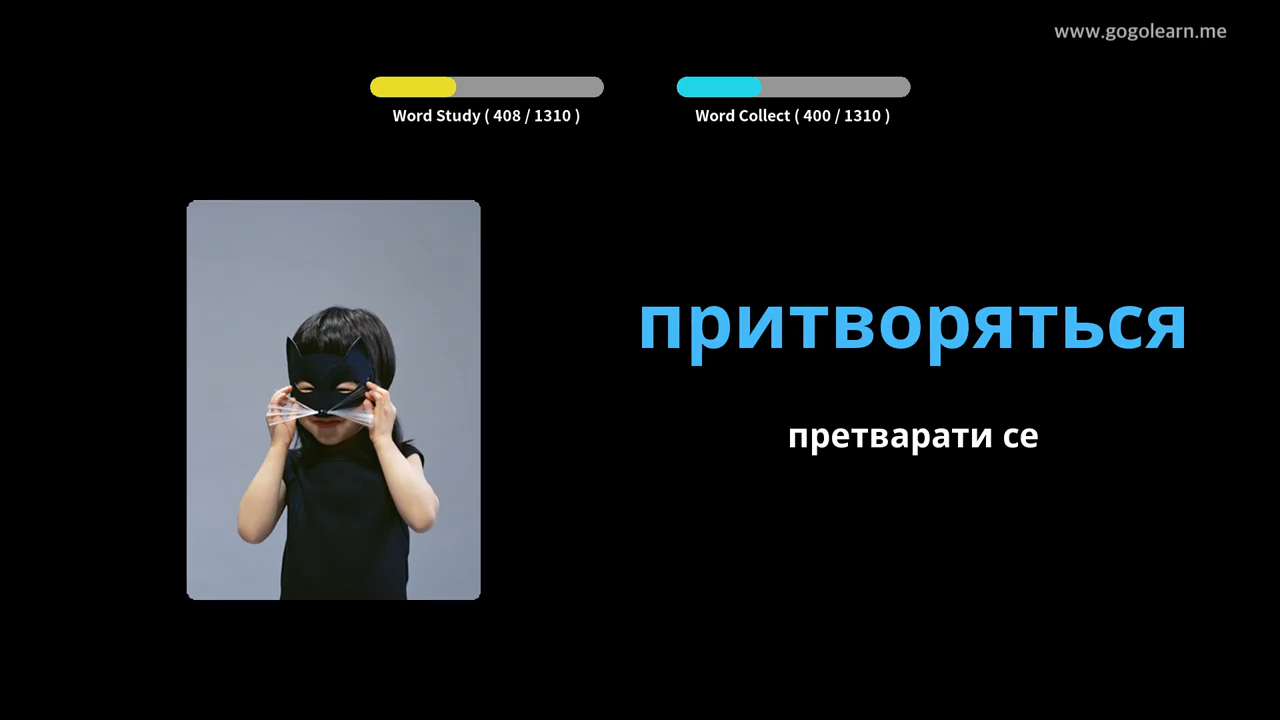 www.gogolearn.me
Word Study ( 408 / 1310 )
Word Collect ( 400 / 1310 )
притворяться
претварати се